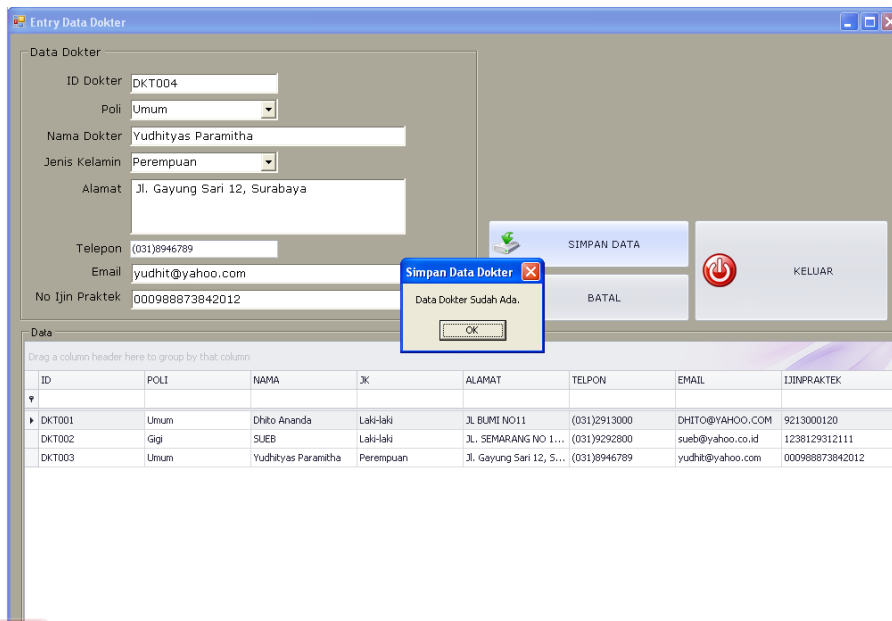 Entry Data Dokter
Data Dokter
ID Dokter DKT004
Poli Umum
Nama Dokter Yudhityas Paramitha
Jenis Kelamin Perempuan
Alamat Jl. Gayung Sari 12, Surabaya
Telepon (031)8946789
Email yudhit@yahoo.com
No Ijin Praktek 000988873842012
SIMPAN DATA
BATAL
KELUAR
Simpan Data Dokter
Data Dokter Sudah Ada.
OK
Data
Drag a column header here to group by that column
ID POLI NAMA JK ALAMAT TELPON EMAIL IJINPRAKTEK
DKT001 Umum Dhito Ananda Laki-laki JL BUMI NO11 (031)2913000 DHITO@YAHOO.COM 9213000120
DKT002 Gigi SUEB Laki-laki JL. SEMARANG NO 1... (031)9292800 sueb@yahoo.co.id 1238129312111
DKT003 Umum Yudhityas Paramitha Perempuan Jl. Gayung Sari 12, S... (031)8946789 yudhit@yahoo.com 000988873842012